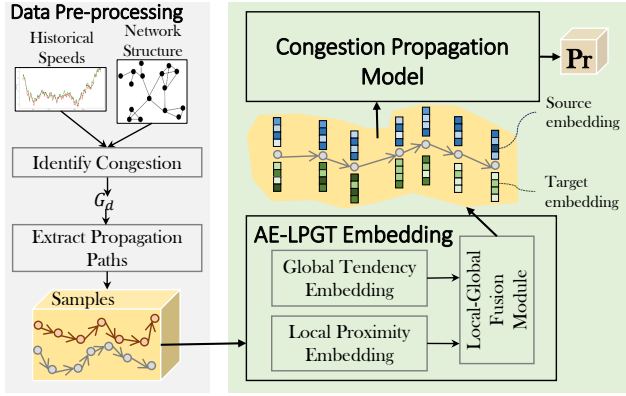 Data Pre-processing
Historical
Speeds
Network
Structure
Identify Congestion
G_d
Extract Propagation
Paths
Samples
Congestion Propagation
Model
Pr
Source
embedding
Target
embedding
AE-LPGT Embedding
Global Tendency
Embedding
Local Proximity
Embedding
Local-Global
Fusion
Module